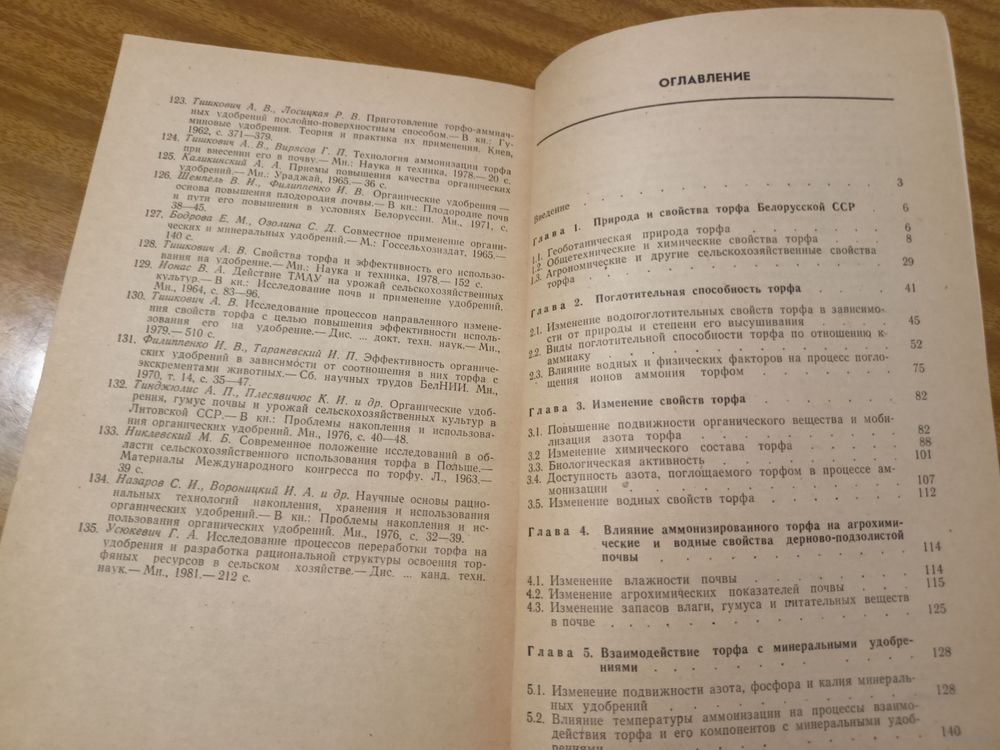 123. Тишкович А. В., Лосицкая Р. В. Приготовление торфо-аммиач-
ных удобрений послойно-поверхностным способом.— В кн.: Гу-
миновые удобрения. Теория и практика их применения. Киев,
1962, с. 371—379.
124. Тишкович А. В., Вирясов Г. П. Технология аммонизации торфа
при внесении его в почву.— Мн.: Наука и техника, 1978.— 20 с.
125. Каликинский А. А. Приемы повышения качества органических
удобрений.— Мн.: Ураджай, 1965.— 36 с.
126. Шемпель В. И., Филиппенко И. В. Органические удобрения —
основа повышения плодородия почвы.— В кн.: Плодородие почв
и пути его повышения в условиях Белоруссии. Мн., 1971, с.
38—45.
127. Бодрова Е. М., Озолина С. Д. Совместное применение органи-
ческих и минеральных удобрений.— М.: Госсельхозиздат, 1965.—
140 с.
128. Тишкович А. В. Свойства торфа и эффективность его использо-
вания на удобрение.— Мн.: Наука и техника, 1978.— 152 с.
129. Ионас В. А. Действие ТМАУ на урожай сельскохозяйственных
культур.— В кн.: Исследование почв и применение удобрений.
Мн., 1964, с. 83—96.
130. Тишкович А. В. Исследование процессов направленного измене-
ния свойств торфа с целью повышения эффективности исполь-
зования его на удобрение.— Дис. ... докт. техн. наук.— Мн.,
1979.— 510 с.
131. Филиппенко И. В., Тараневский И. П. Эффективность органиче-
ских удобрений в зависимости от соотношения в них торфа с
экскрементами животных.— Сб. научных трудов БелНИИ. Мн.,
1970, т. 14, с. 35—47.
132. Тинджюлис А. П., Плесявичюс К. И. и др. Органические удоб-
рения, гумус почвы и урожай сельскохозяйственных культур в
Литовской ССР.— В кн.: Проблемы накопления и использова-
ния органических удобрений. Мн., 1976, с. 40—48.
133. Никлевский М. Б. Современное положение исследований в об-
ласти сельскохозяйственного использования торфа в Польше.—
Материалы Международного конгресса по торфу. Л., 1963.—
39 с.
134. Назаров С. И., Вороницкий И. А. и др. Научные основы рацио-
нальных технологий накопления, хранения и использования
органических удобрений.— В кн.: Проблемы накопления и ис-
пользования органических удобрений. Мн., 1976, с. 32—39.
135. Усюкевич Г. А. Исследование процессов переработки торфа на
удобрения и разработка рациональной структуры освоения тор-
фяных ресурсов в сельском хозяйстве.— Дис. ... канд. техн.
наук.— Мн., 1981.— 212 с.
ОГЛАВЛЕНИЕ
Введение . . . . . . . . . . 3
Глава 1. Природа и свойства торфа Белорусской ССР . 6
1.1. Геоботаническая природа торфа . . . . . 6
1.2. Общетехнические и химические свойства торфа . . . 8
1.3. Агрономические и другие сельскохозяйственные свойства
торфа . . . . . . . . . . 29
Глава 2. Поглотительная способность торфа . . . 41
2.1. Изменение водопоглотительных свойств торфа в зависимо-
сти от природы и степени его высушивания . . . 45
2.2. Виды поглотительной способности торфа по отношению к
аммиаку . . . . . . . . . . 52
2.3. Влияние водных и физических факторов на процесс погло-
щения ионов аммония торфом . . . . . 75
Глава 3. Изменение свойств торфа . . . . . 82
3.1. Повышение подвижности органического вещества и моби-
лизация азота торфа . . . . . . . 82
3.2 Изменение химического состава торфа . . . . 88
3.3. Биологическая активность . . . . . . 101
3.4. Доступность азота, поглощаемого торфом в процессе ам-
монизации . . . . . . . . . 107
3.5. Изменение водных свойств торфа . . . . . 112
Глава 4. Влияние аммонизированного торфа на агрохими-
ческие и водные свойства дерново-подзолистой
почвы . . . . . . . . . . 114
4.1. Изменение влажности почвы . . . . . . 114
4.2. Изменение агрохимических показателей почвы . . . 115
4.3. Изменение запасов влаги, гумуса и питательных веществ
в почве . . . . . . . . . . 125
Глава 5. Взаимодействие торфа с минеральными удобре-
ниями . . . . . . . . . . 128
5.1. Изменение подвижности азота, фосфора и калия минераль-
ных удобрений . . . . . . . . 128
5.2. Влияние температуры аммонизации на процессы взаимо-
действия торфа и его компонентов с минеральными удоб-
рениями . . . . . . . . . 140